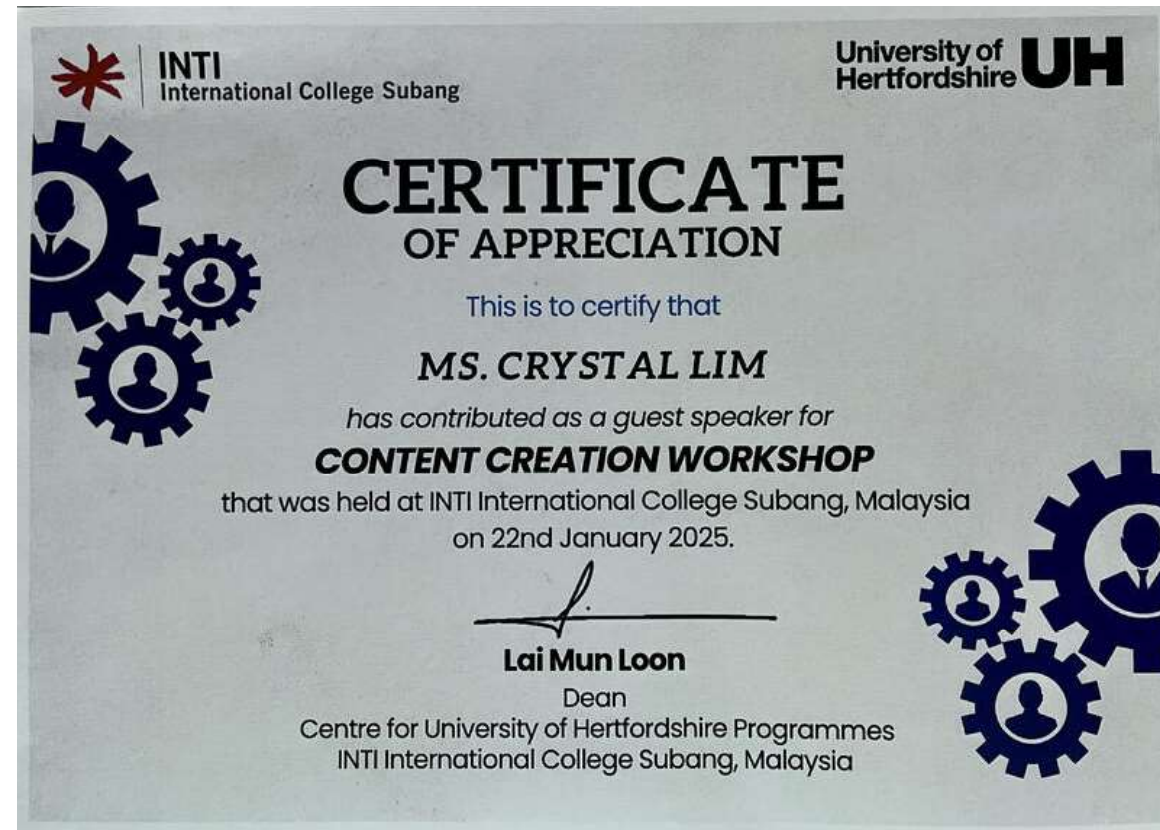 INTI
International College Subang
University of
Hertfordshire UH
CERTIFICATE
OF APPRECIATION
This is to certify that
MS. CRYSTAL LIM
has contributed as a guest speaker for
CONTENT CREATION WORKSHOP
that was held at INTI International College Subang, Malaysia
on 22nd January 2025.
Lai Mun Loon
Dean
Centre for University of Hertfordshire Programmes
INTI International College Subang, Malaysia